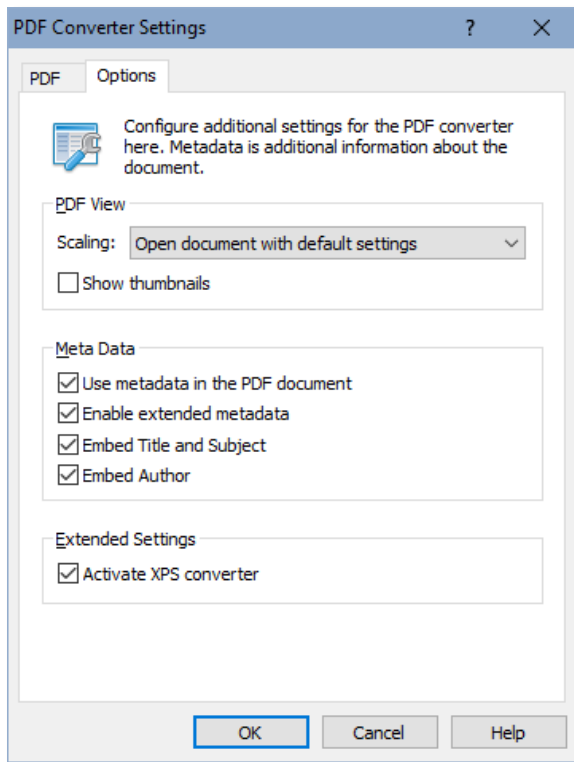 PDF Converter Settings
?
PDF
Options
Configure additional settings for the PDF converter
here. Metadata is additional information about the
document.
PDF View
Scaling: Open document with default settings
Show thumbnails
Meta Data
Use metadata in the PDF document
Enable extended metadata
Embed Title and Subject
Embed Author
Extended Settings
Activate XPS converter
OK
Cancel
Help